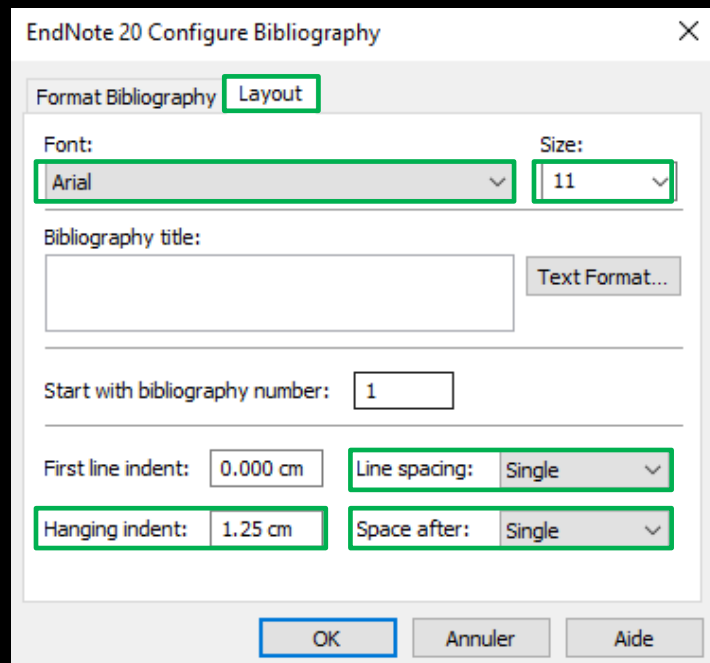 EndNote 20 Configure Bibliography
Format Bibliography Layout
Font: Size:
Arial 11
Bibliography title:
Text Format...
Start with bibliography number: 1
First line indent: 0.000 cm Line spacing: Single
Hanging indent: 1.25 cm Space after: Single
OK Annuler Aide